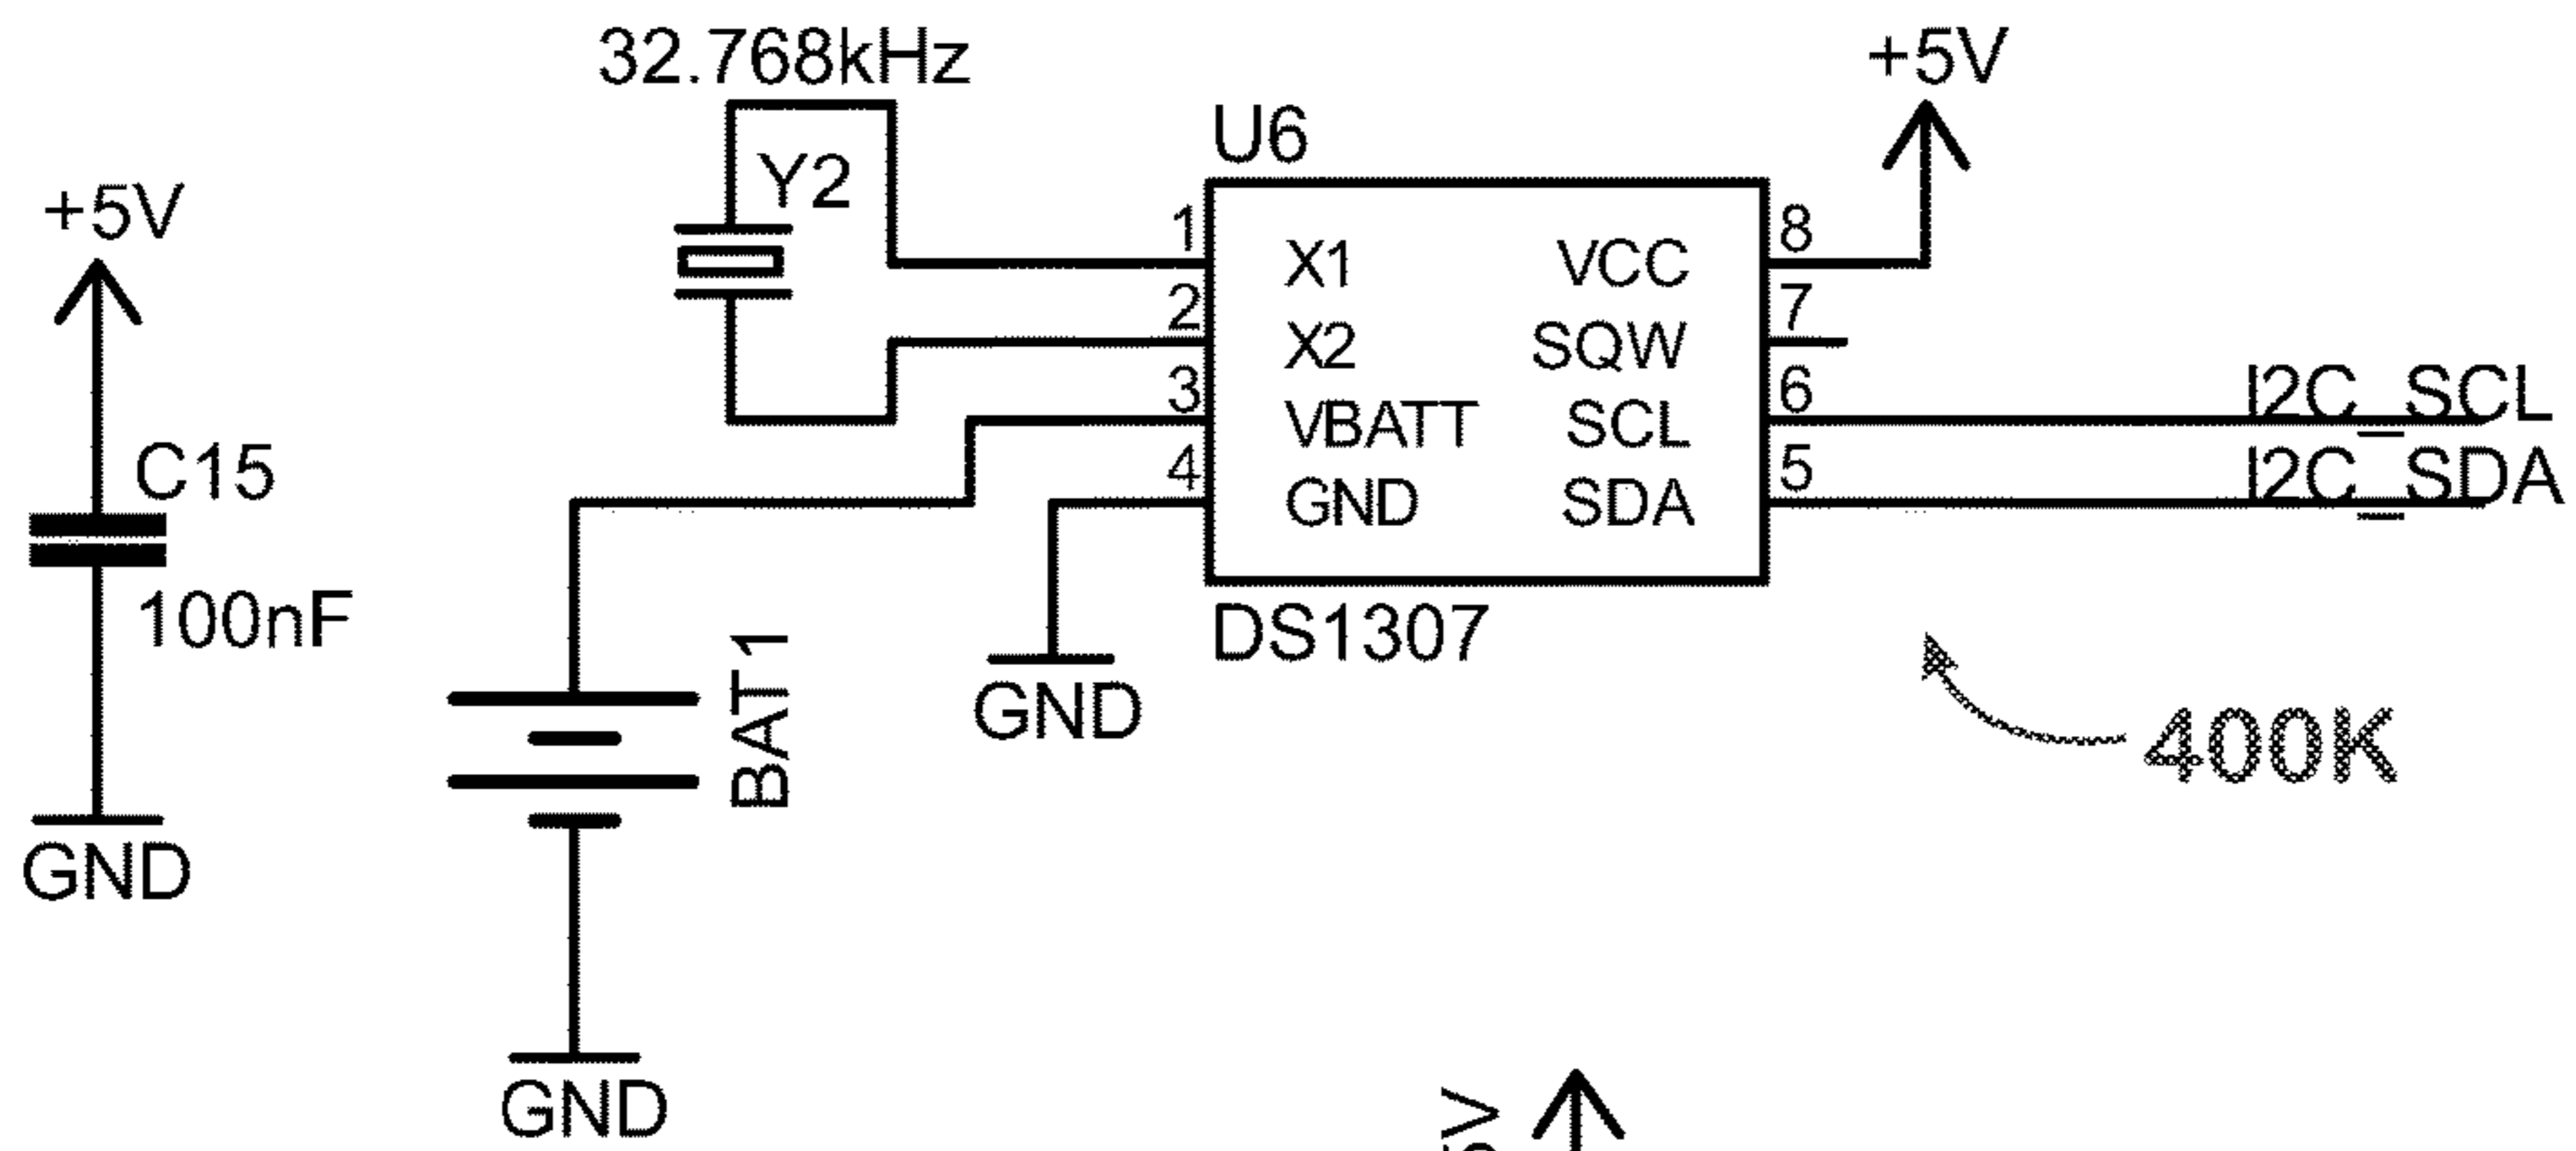 32.768kHz
+5V
U6
Y2
+5V
1
X1
VCC
8
2
X2
SQW
7
3
VBATT
SCL
6
I2C_SCL
4
GND
SDA
5
I2C_SDA
C15
100nF
DS1307
BAT1
GND
400K
GND
GND
5V